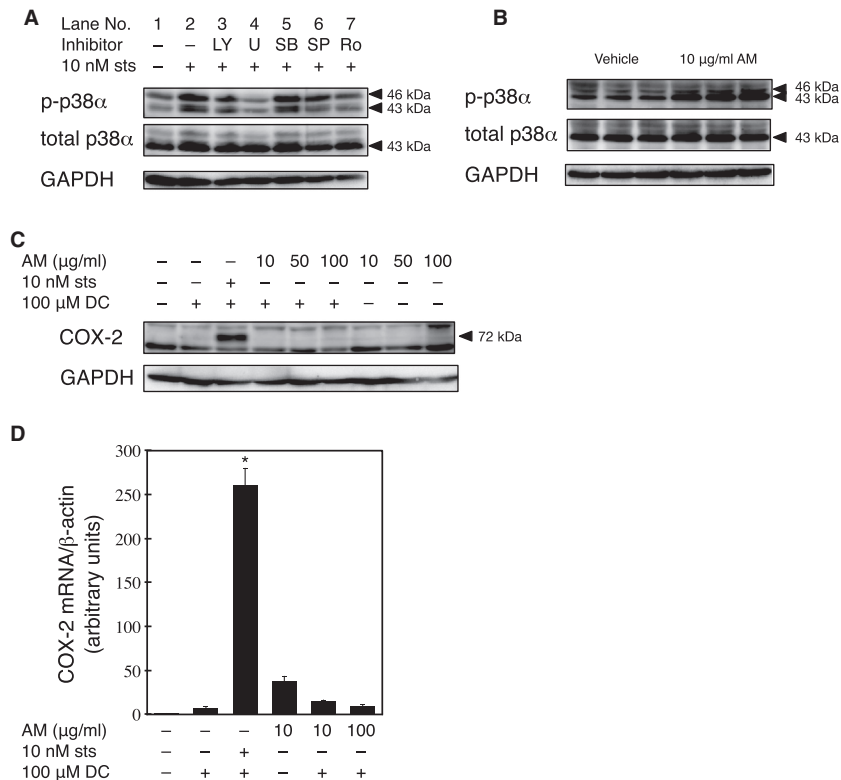 A
Lane No. 1 2 3 4 5 6 7
Inhibitor – – LY U SB SP Ro
10 nM sts – + + + + + +
p-p38α
46 kDa
43 kDa
total p38α
43 kDa
GAPDH
B
Vehicle 10 μg/ml AM
p-p38α
46 kDa
43 kDa
total p38α
43 kDa
GAPDH
C
AM (μg/ml) – – – 10 50 100 10 50 100
10 nM sts – – + – – – – – –
100 μM DC – + + + + + – – –
COX-2
72 kDa
GAPDH
D
COX-2 mRNA/β-actin
(arbitrary units)
300
250
200
150
100
50
0
*
AM (μg/ml) – – – 10 10 100
10 nM sts – – + – – –
100 μM DC – + + – + +